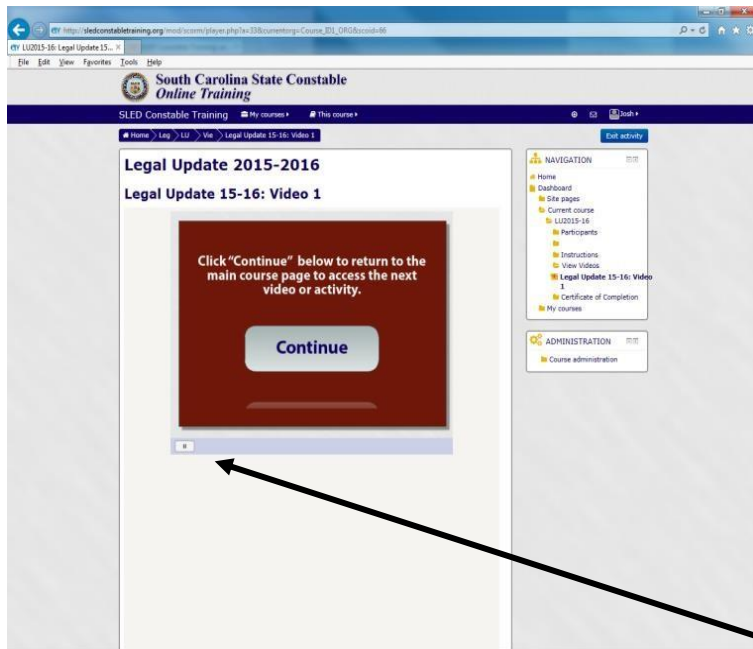 http://sledconstabletraining.org/mod/scorm/player.php?a=33&currentorg=Course_ID1_ORG&scoid=86
LU2015-16: Legal Update 15...
File Edit View Favorites Tools Help
South Carolina State Constable
Online Training
SLED Constable Training My courses This course Josh
Home Leg LU Vie Legal Update 15-16: Video 1
Exit activity
Legal Update 2015-2016
Legal Update 15-16: Video 1
Click "Continue" below to return to the
main course page to access the next
video or activity.
Continue
NAVIGATION
Home
Dashboard
Site pages
Current course
LU2015-16
Participants
Instructions
View Videos
Legal Update 15-16: Video
1
Certificate of Completion
My courses
ADMINISTRATION
Course administration